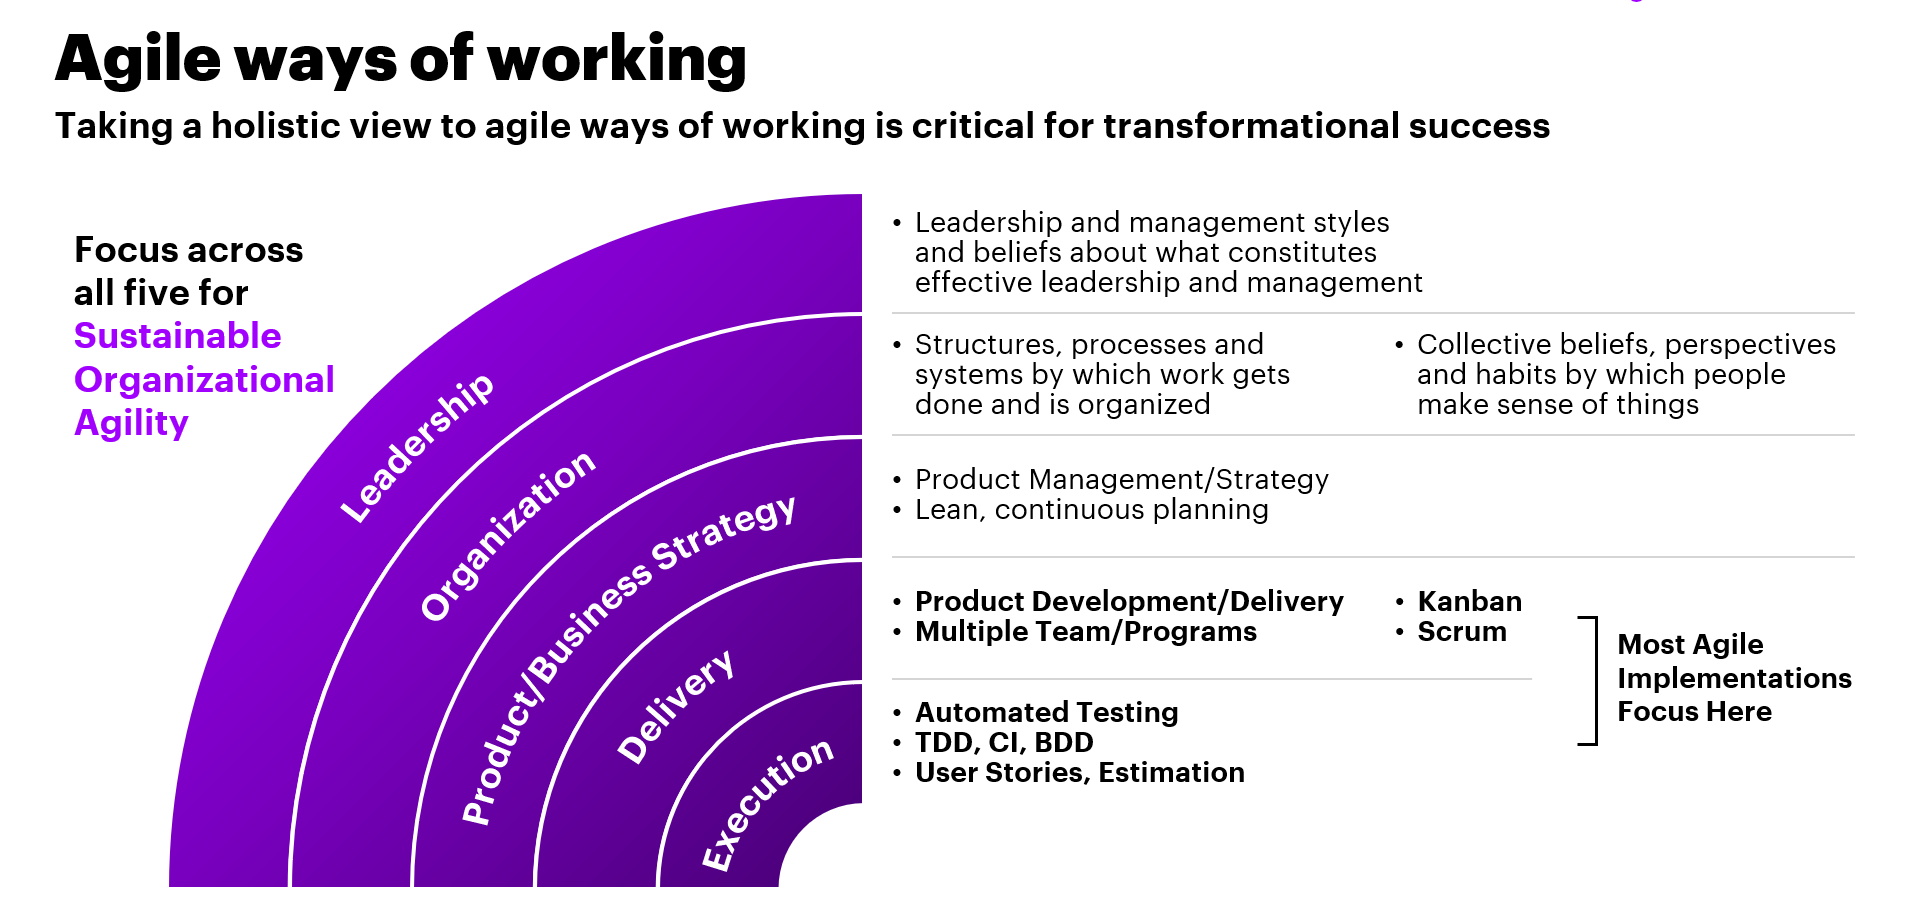 Agile ways of working
Taking a holistic view to agile ways of working is critical for transformational success
Focus across
all five for
Sustainable
Organizational
Agility
Leadership
• Leadership and management styles
and beliefs about what constitutes
effective leadership and management
Organization
• Structures, processes and
systems by which work gets
done and is organized
• Collective beliefs, perspectives
and habits by which people
make sense of things
Product/Business Strategy
• Product Management/Strategy
• Lean, continuous planning
Delivery
• Product Development/Delivery
• Multiple Team/Programs
• Kanban
• Scrum
Execution
• Automated Testing
• TDD, CI, BDD
• User Stories, Estimation
Most Agile
Implementations
Focus Here